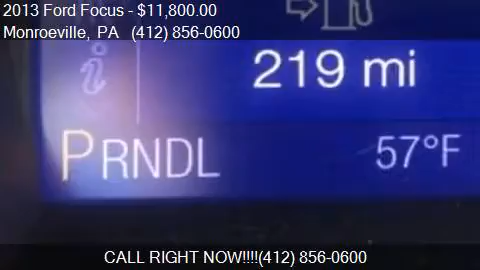 2013 Ford Focus - $11,800.00
Monroeville, PA (412) 856-0600
i
219 mi
PRNDL 57°F
CALL RIGHT NOW!!!!(412) 856-0600